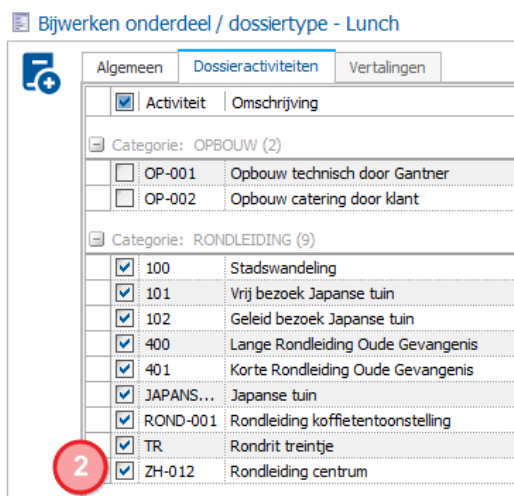 Bijwerken onderdeel / dossiertype - Lunch
Algemeen Dossieractiviteiten Vertalingen
Activiteit Omschrijving
Categorie: OPBOUW (2)
OP-001 Opbouw technisch door Gantner
OP-002 Opbouw catering door klant
Categorie: RONDLEIDING (9)
100 Stadswandeling
101 Vrij bezoek Japanse tuin
102 Geleid bezoek Japanse tuin
400 Lange Rondleiding Oude Gevangenis
401 Korte Rondleiding Oude Gevangenis
JAPANS... Japanse tuin
ROND-001 Rondleiding koffietentoonstelling
TR Rondrit treintje
2 ZH-012 Rondleiding centrum